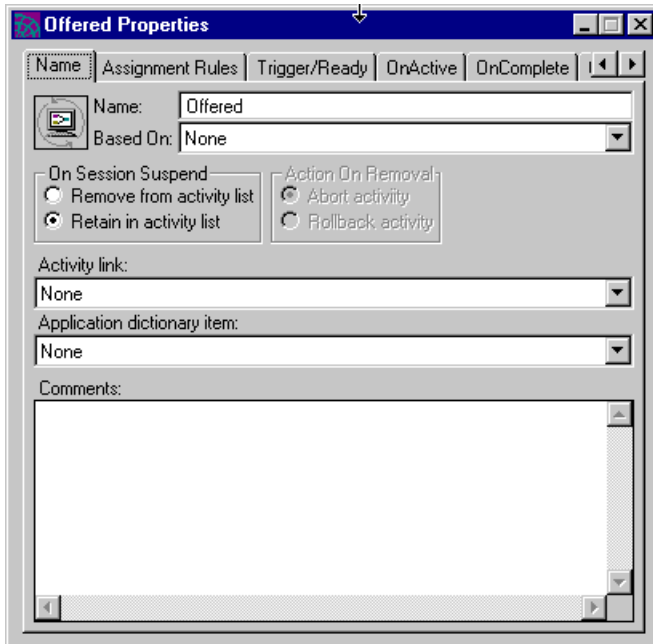 Offered Properties
Name Assignment Rules Trigger/Ready OnActive OnComplete
Name: Offered
Based On: None
On Session Suspend Action On Removal
Remove from activity list Abort activiity
Retain in activity list Rollback activity
Activity link:
None
Application dictionary item:
None
Comments: